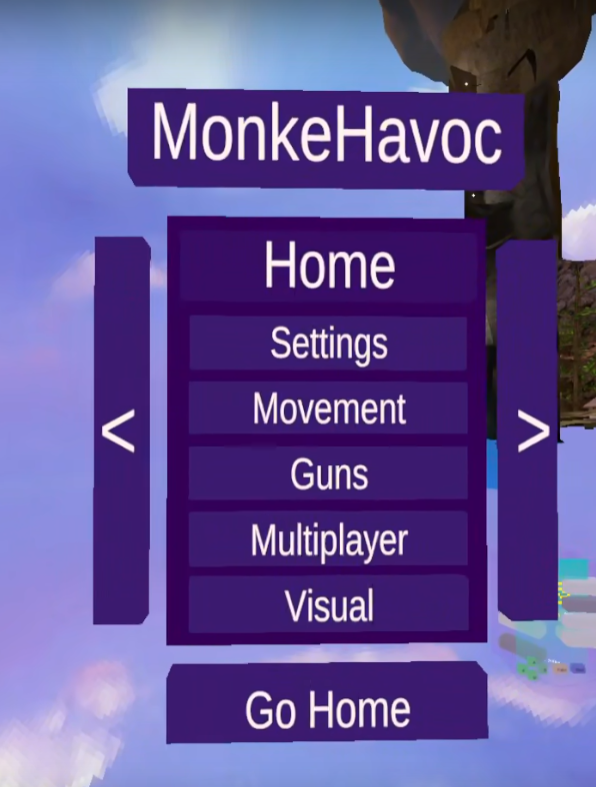 MonkeHavoc
Home
Settings
Movement
<
Guns
>
Multiplayer
Visual
Go Home